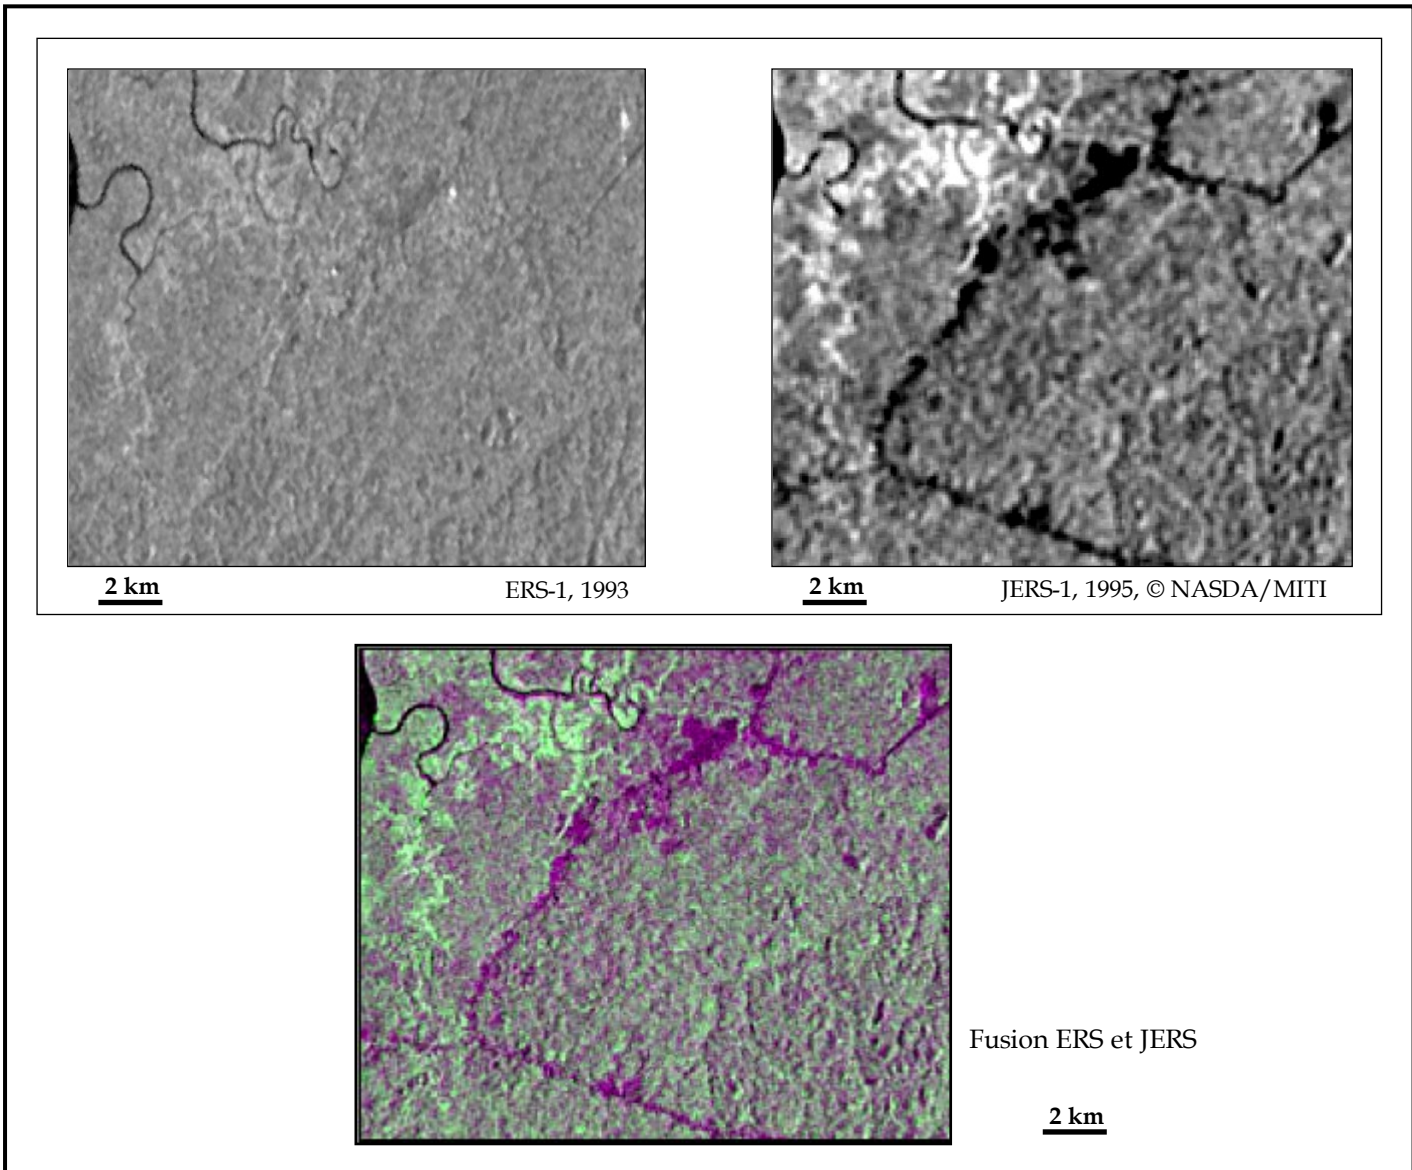 2 km
ERS-1, 1993
2 km
JERS-1, 1995, © NASDA/MITI
Fusion ERS et JERS
2 km